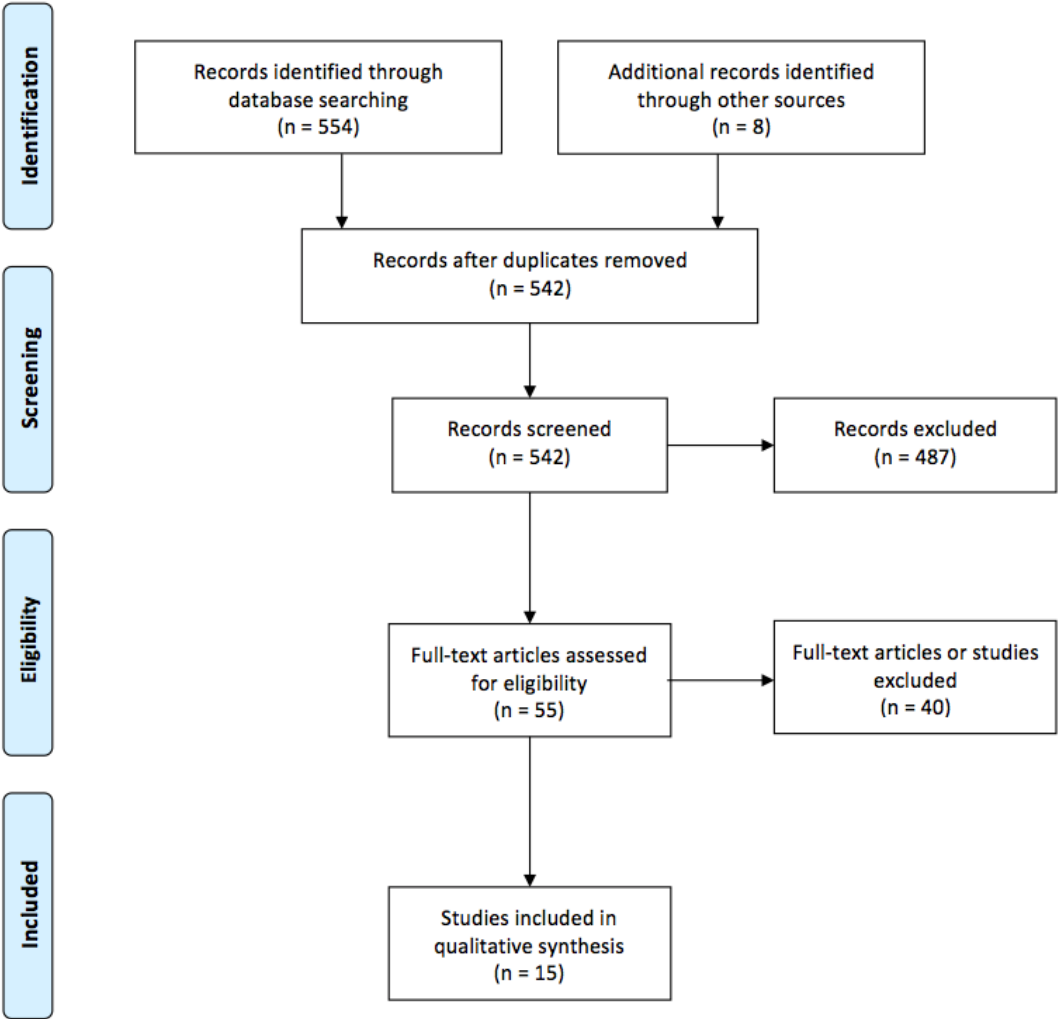 Identification
Records identified through
database searching
(n = 554)
Additional records identified
through other sources
(n = 8)
Records after duplicates removed
(n = 542)
Screening
Records screened
(n = 542)
Records excluded
(n = 487)
Eligibility
Full-text articles assessed
for eligibility
(n = 55)
Full-text articles or studies
excluded
(n = 40)
Included
Studies included in
qualitative synthesis
(n = 15)